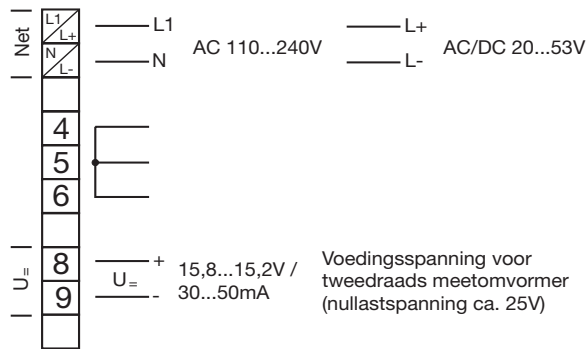 Net
L1
L+
L1
AC 110...240V
L+
AC/DC 20...53V
N
L-
N
L-
4
5
6
U=
8
+
U=
15,8...15,2V /
Voedingsspanning voor
9
-
30...50mA
tweedraads meetomvormer
(nullastspanning ca. 25V)